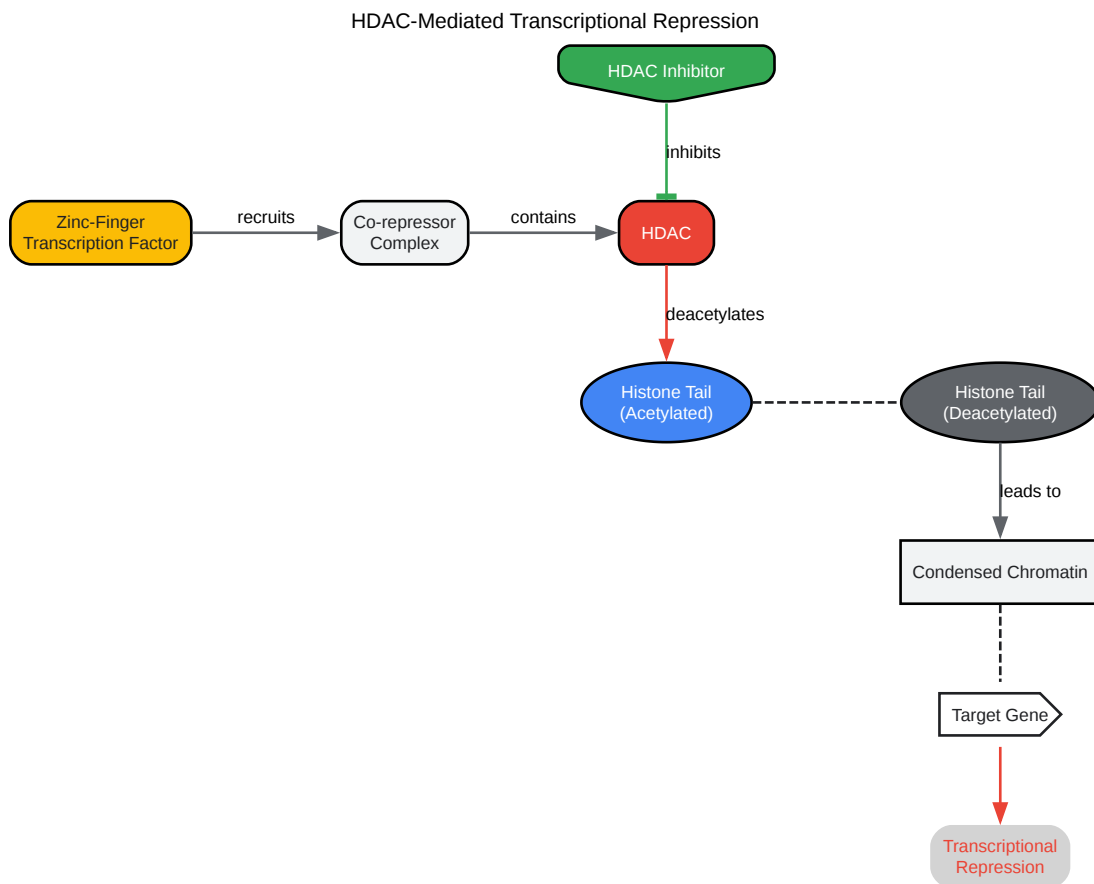 HDAC-Mediated Transcriptional Repression
HDAC Inhibitor
inhibits
Zinc-Finger
Transcription Factor
recruits
Co-repressor
Complex
contains
HDAC
deacetylates
Histone Tail
(Acetylated)
Histone Tail
(Deacetylated)
leads to
Condensed Chromatin
Target Gene
Transcriptional
Repression